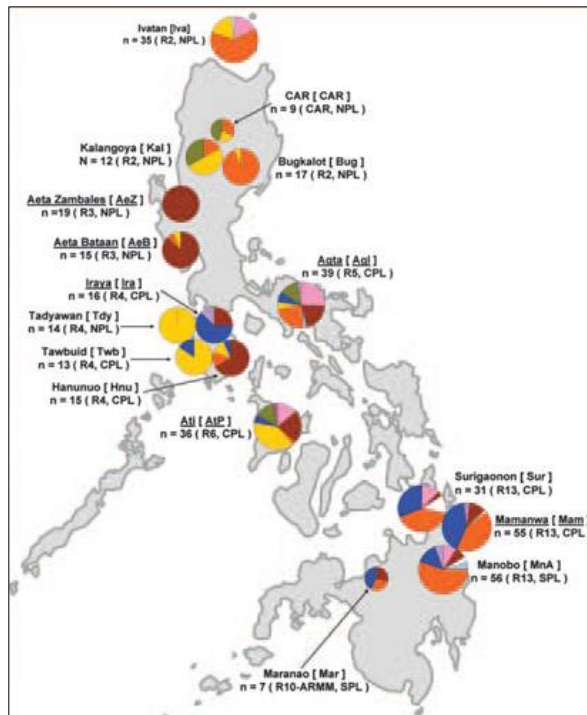 Ivatan [Iva]
n = 35 (R2, NPL )
CAR [ CAR ]
n = 9 (CAR, NPL )
Kalangoya [ Kal ]
N = 12 (R2, NPL )
Bugkalot [ Bug ]
n = 17 ( R2, NPL )
Aeta Zambales [ AeZ ]
n =19 ( R3, NPL )
Aeta Bataan [ AeB ]
n = 15 ( R3, NPL )
Agta [ AgI ]
n = 39 ( R5, CPL )
Iraya [ Ira ]
n = 16 ( R4, CPL )
Tadyawan [ Tdy ]
n = 14 ( R4, NPL )
Tawbuid [ Twb ]
n = 13 ( R4, CPL )
Hanunuo [ Hnu ]
n = 15 ( R4, CPL )
Ati [ AtP ]
n = 36 ( R6, CPL )
Surigaonon [ Sur ]
n = 31 ( R13, CPL )
Mamanwa [ Mam ]
n = 55 ( R13, CPL )
Manobo [ MnA ]
n = 56 ( R13, SPL )
Maranao [ Mar ]
n = 7 ( R10-ARMM, SPL )